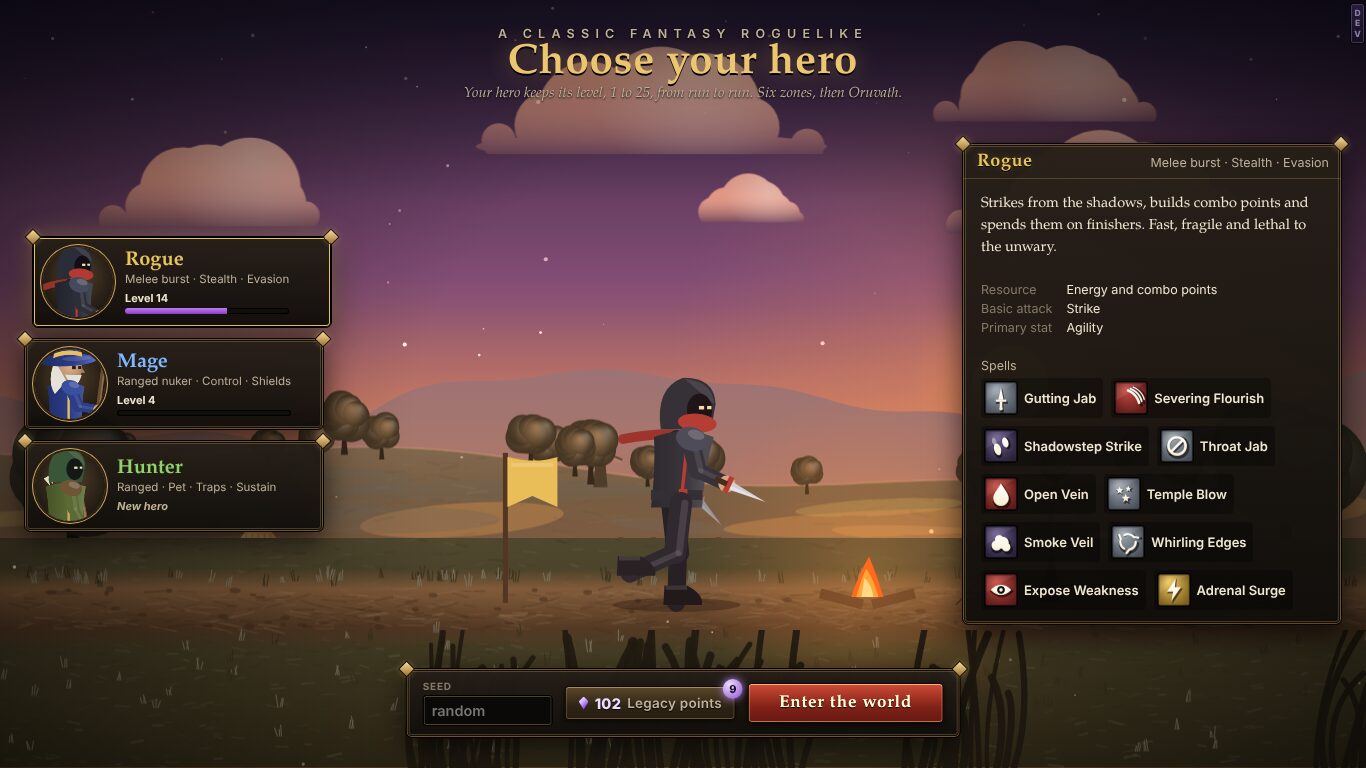 A CLASSIC FANTASY ROGUELIKE
Choose your hero
Your hero keeps its level, 1 to 25, from run to run. Six zones, then Oruvath.
DEV
Rogue
Melee burst · Stealth · Evasion
Level 14
Mage
Ranged nuker · Control · Shields
Level 4
Hunter
Ranged · Pet · Traps · Sustain
New hero
Rogue Melee burst · Stealth · Evasion
Strikes from the shadows, builds combo points and
spends them on finishers. Fast, fragile and lethal to
the unwary.
Resource Energy and combo points
Basic attack Strike
Primary stat Agility
Spells
Gutting Jab Severing Flourish
Shadowstep Strike Throat Jab
Open Vein Temple Blow
Smoke Veil Whirling Edges
Expose Weakness Adrenal Surge
SEED
random
102 Legacy points 9
Enter the world